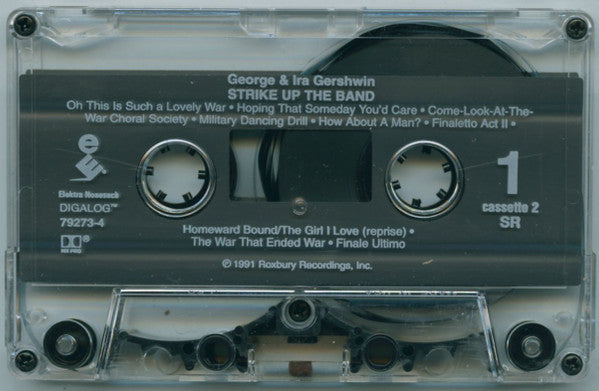 George & Ira Gershwin
STRIKE UP THE BAND
Oh This Is Such a Lovely War • Hoping That Someday You'd Care • Come-Look-At-The-
War Choral Society • Military Dancing Drill • How About A Man? • Finaletto Act II •
e
Elektra Nonesuch
DIGALOG™
79273-4
HX PRO
1
cassette 2
SR
Homeward Bound/The Girl I Love (reprise) •
The War That Ended War • Finale Ultimo
℗ © 1991 Roxbury Recordings, Inc.